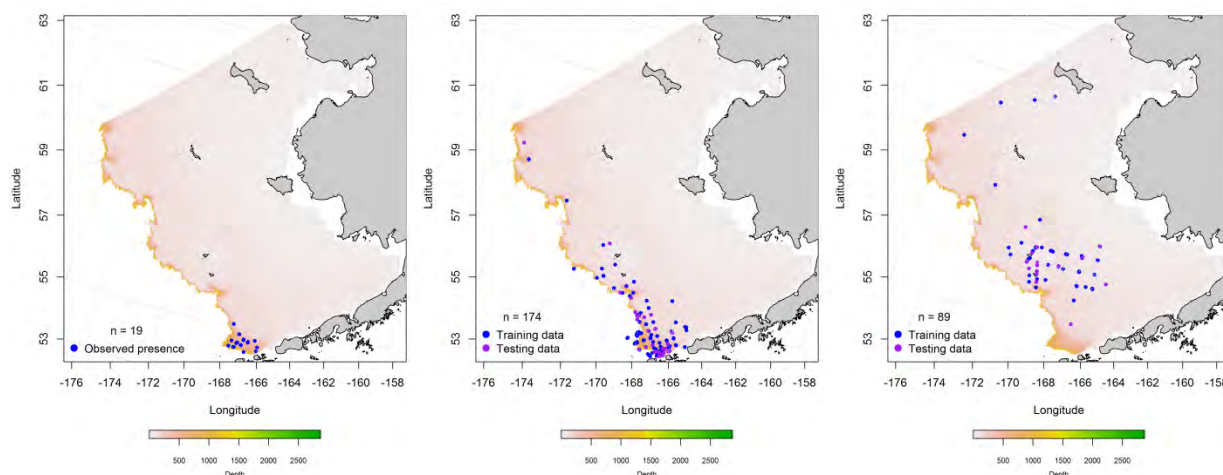 63
61
59
57
55
53
Latitude
n = 19
Observed presence
-176 -174 -172 -170 -168 -166 -164 -162 -160 -158
Longitude
500 1000 1500 2000 2500
Depth
63
61
59
57
55
53
Latitude
n = 174
Training data
Testing data
-176 -174 -172 -170 -168 -166 -164 -162 -160 -158
Longitude
500 1000 1500 2000 2500
Depth
63
61
59
57
55
53
Latitude
n = 89
Training data
Testing data
-176 -174 -172 -170 -168 -166 -164 -162 -160 -158
Longitude
500 1000 1500 2000 2500
Depth